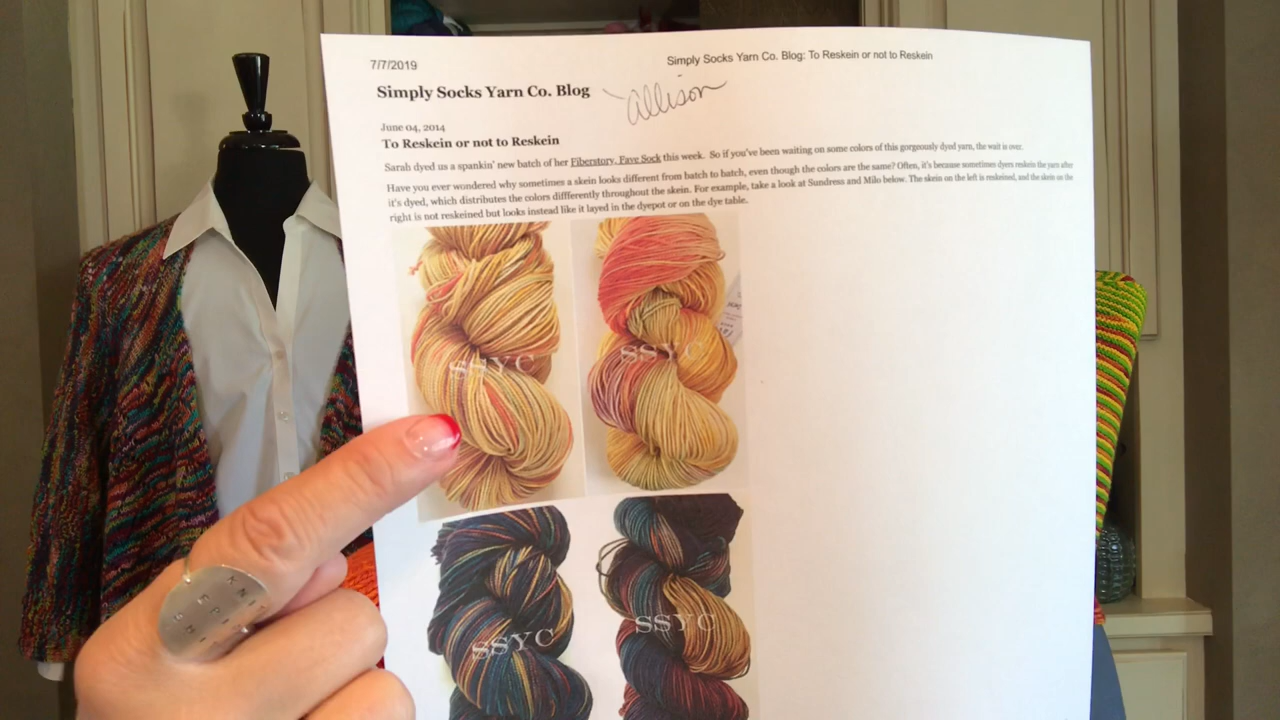 7/7/2019
Simply Socks Yarn Co. Blog: To Reskein or not to Reskein
Simply Socks Yarn Co. Blog
Allison
June 04, 2014
To Reskein or not to Reskein
Sarah dyed us a spankin' new batch of her Fiberstory, Fave Sock this week. So if you've been waiting on some colors of this gorgeously dyed yarn, the wait is over.
Have you ever wondered why sometimes a skein looks different from batch to batch, even though the colors are the same? Often, it's because sometimes dyers reskein the yarn after
it's dyed, which distributes the colors diffferently throughout the skein. For example, take a look at Sundress and Milo below. The skein on the left is reskeined, and the skein on the
right is not reskeined but looks instead like it layed in the dyepot or on the dye table.
SSYC
SSYC
SSYC
SSYC